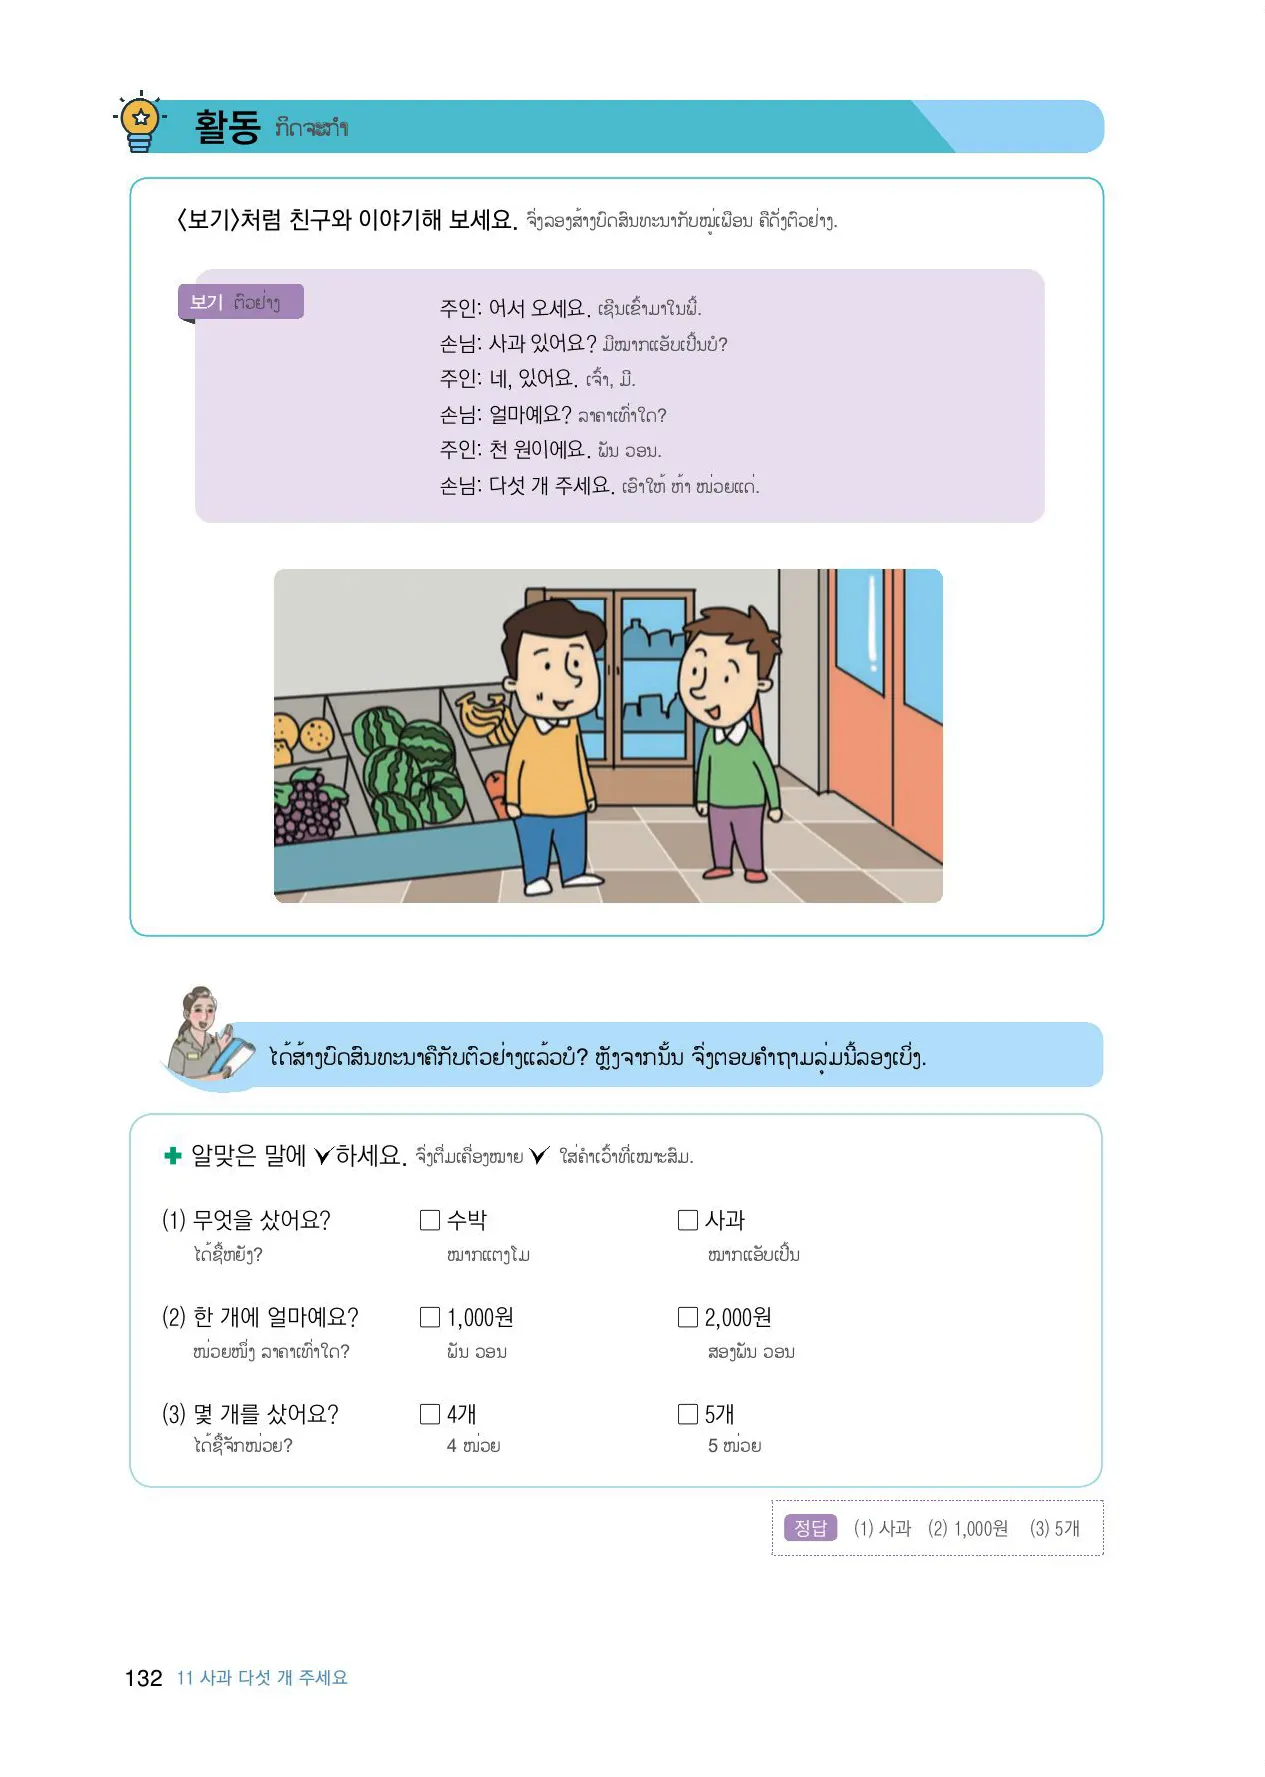 활동 ກິດຈະກຳ
〈보기〉처럼 친구와 이야기해 보세요. ຈົ່ງລອງສ້າງບົດສົນທະນາກັບໝູ່ເພື່ອນ ຄືດັ່ງຕົວຢ່າງ.
보기 ຕົວຢ່າງ
주인: 어서 오세요. ເຊີນເຂົ້າມາໃນພີ້.
손님: 사과 있어요? ມີໝາກແອັບເປິ້ນບໍ?
주인: 네, 있어요. ເຈົ້າ, ມີ.
손님: 얼마예요? ລາຄາເທົ່າໃດ?
주인: 천 원이에요. ພັນ ວອນ.
손님: 다섯 개 주세요. ເອົາໃຫ້ ຫ້າ ໜ່ວຍແດ່.
ໄດ້ສ້າງບົດສົນທະນາຄືກັບຕົວຢ່າງແລ້ວບໍ? ຫຼັງຈາກນັ້ນ ຈົ່ງຕອບຄຳຖາມລຸ່ມນີ້ລອງເບິ່ງ.
✚ 알맞은 말에 ✓하세요. ຈົ່ງຕື່ມເຄື່ອງໝາຍ ✓ ໃສ່ຄຳເວົ້າທີ່ເໝາະສົມ.
(1) 무엇을 샀어요? □ 수박 □ 사과
ໄດ້ຊື້ຫຍັງ? ໝາກແຕງໂມ ໝາກແອັບເປິ້ນ
(2) 한 개에 얼마예요? □ 1,000원 □ 2,000원
ໜ່ວຍໜຶ່ງ ລາຄາເທົ່າໃດ? ພັນ ວອນ ສອງພັນ ວອນ
(3) 몇 개를 샀어요? □ 4개 □ 5개
ໄດ້ຊື້ຈັກໜ່ວຍ? 4 ໜ່ວຍ 5 ໜ່ວຍ
정답 (1) 사과 (2) 1,000원 (3) 5개
132 11 사과 다섯 개 주세요